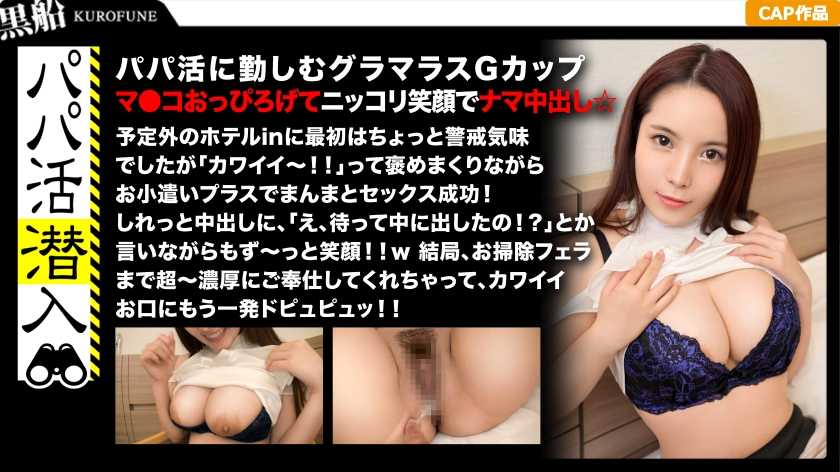 黒船 KUROFUNE
CAP作品
パパ活潜入
パパ活に勤しむグラマラスGカップ
マ●コおっぴろげてニッコリ笑顔でナマ中出し☆
予定外のホテルinに最初はちょっと警戒気味
でしたが「カワイイ〜！！」って褒めまくりながら
お小遣いプラスでまんまとセックス成功！
しれっと中出しに、「え、待って中に出したの！？」とか
言いながらもず〜っと笑顔！！w 結局、お掃除フェラ
まで超〜濃厚にご奉仕してくれちゃって、カワイイ
お口にもう一発ドピュピュッ！！